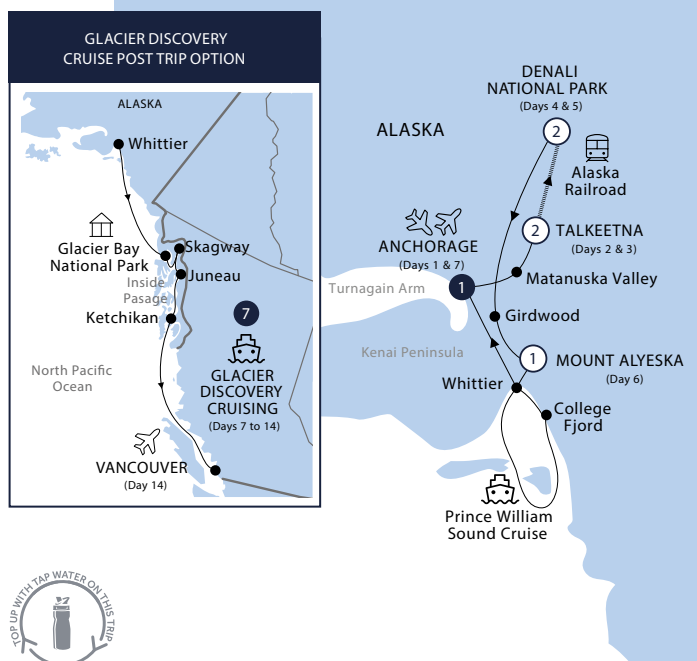 GLACIER DISCOVERY
CRUISE POST TRIP OPTION
ALASKA
Whittier
Glacier Bay
National Park
Skagway
Juneau
Inside
Pasage
Ketchikan
7
GLACIER
DISCOVERY
CRUISING
(Days 7 to 14)
North Pacific
Ocean
VANCOUVER
(Day 14)
DENALI
NATIONAL PARK
(Days 4 & 5)
2
ALASKA
Alaska
Railroad
2
TALKEETNA
(Days 2 & 3)
ANCHORAGE
(Days 1 & 7)
1
Matanuska Valley
Turnagain Arm
Girdwood
Kenai Peninsula
1
MOUNT ALYESKA
(Day 6)
Whittier
College
Fjord
Prince William
Sound Cruise
TOP UP WITH TAP WATER ON THIS TRIP